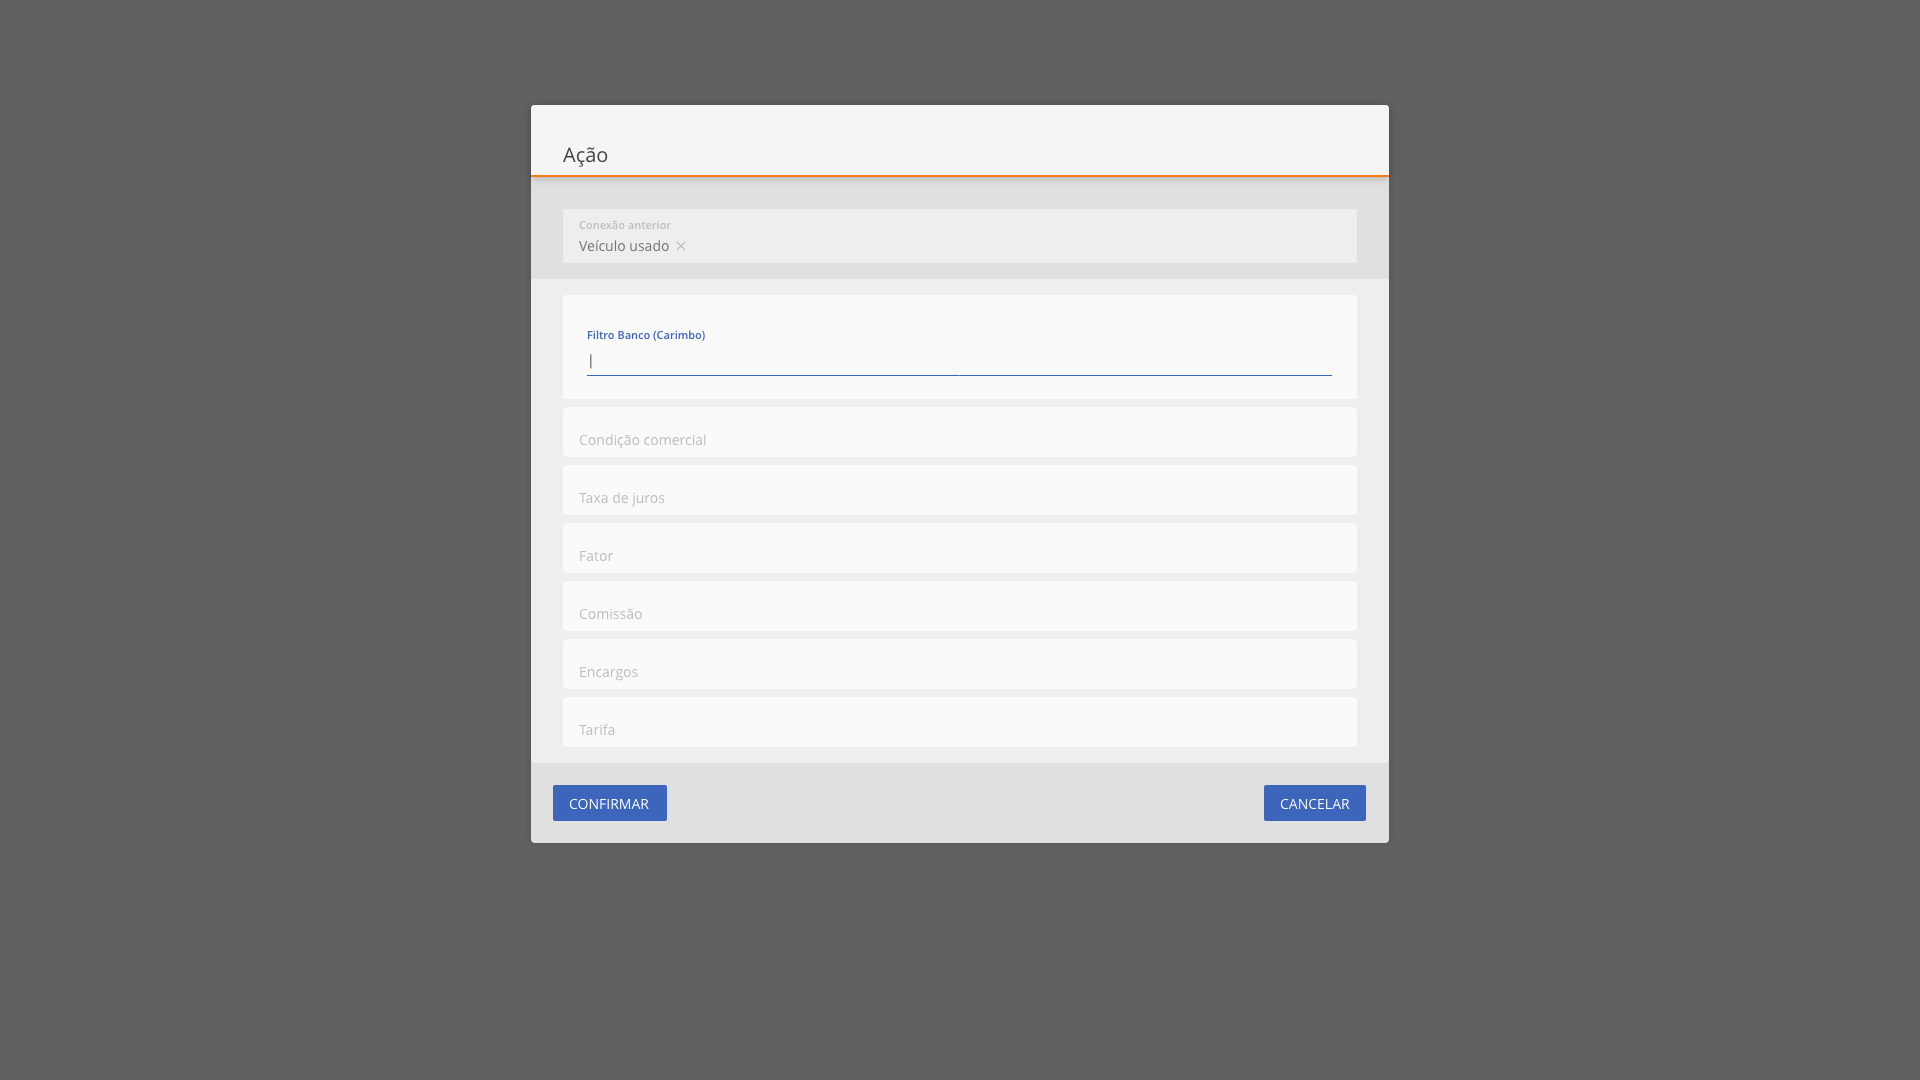 Ação
Conexão anterior
Veículo usado
Filtro Banco (Carimbo)
Condição comercial
Taxa de juros
Fator
Comissão
Encargos
Tarifa
CONFIRMAR
CANCELAR